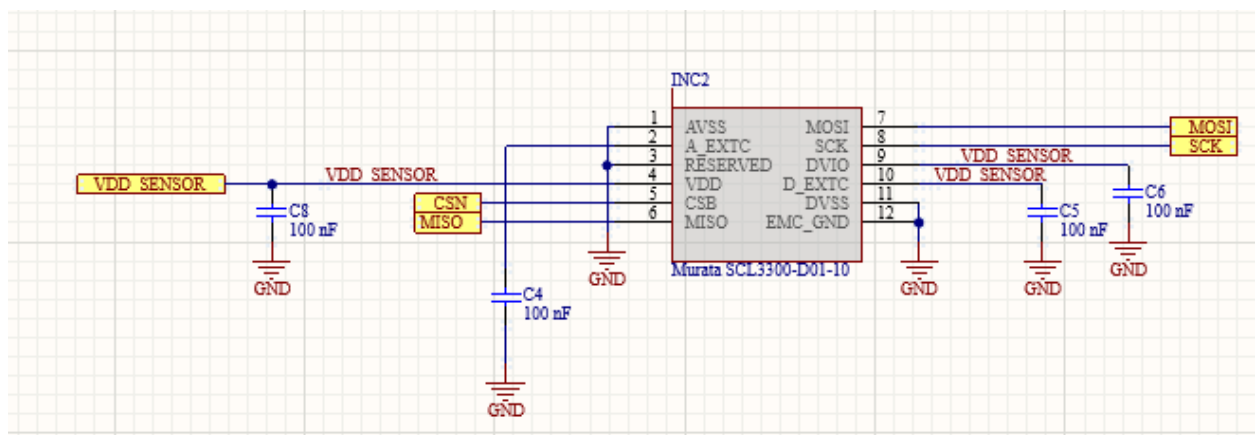 INC2
1 AVSS MOSI 7 MOSI
2 A_EXTC SCK 8 SCK
3 RESERVED DVIO 9 VDD_SENSOR
VDD_SENSOR VDD_SENSOR 4 VDD D_EXTC 10 VDD_SENSOR
CSN 5 CSB DVSS 11
MISO 6 MISO EMC_GND 12
C8
100 nF
C5
100 nF
C6
100 nF
Murata SCL3300-D01-10
GND
GND
GND
GND
GND
C4
100 nF
GND